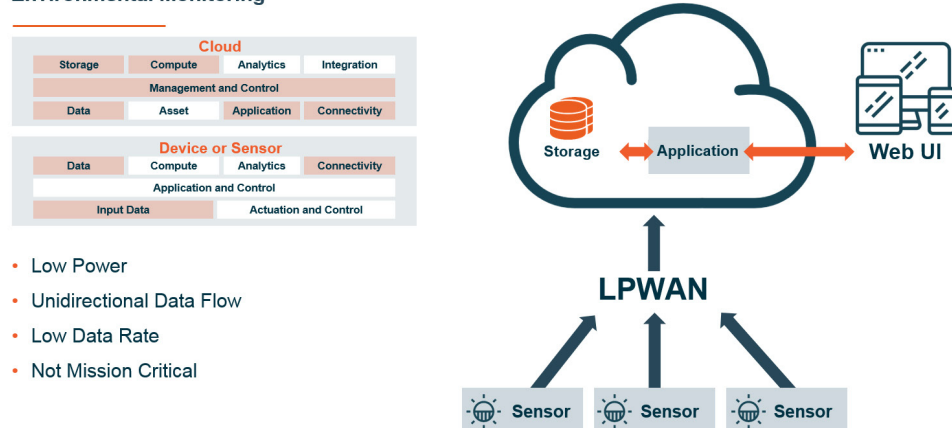 Environmental Monitoring
Cloud
Storage Compute Analytics Integration
Management and Control
Data Asset Application Connectivity
Device or Sensor
Data Compute Analytics Connectivity
Application and Control
Input Data Actuation and Control
• Low Power
• Unidirectional Data Flow
• Low Data Rate
• Not Mission Critical
Storage Application Web UI
LPWAN
Sensor Sensor Sensor